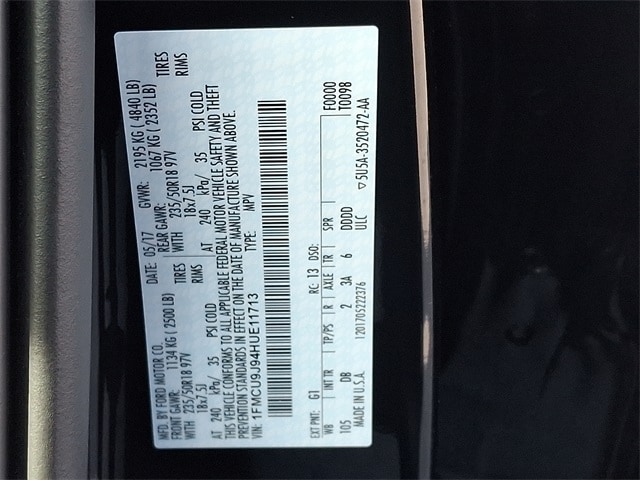 MFD. BY FORD MOTOR CO.
DATE: 05/17 GVWR: 2195 KG ( 4840 LB)
FRONT GAWR: 1134 KG ( 2500 LB)
REAR GAWR: 1067 KG ( 2352 LB)
WITH 235/50R18 97V TIRES
WITH 235/50R18 97V TIRES
18x7.5J RIMS
18x7.5J RIMS
AT 240 kPa/ 35 PSI COLD
AT 240 kPa/ 35 PSI COLD
THIS VEHICLE CONFORMS TO ALL APPLICABLE FEDERAL MOTOR VEHICLE SAFETY AND THEFT
PREVENTION STANDARDS IN EFFECT ON THE DATE OF MANUFACTURE SHOWN ABOVE.
VIN: 1FMCU9J94HUE11713 TYPE: MPV
EXT PNT: G1 RC: 13 DSO: F0000
WB INT TR TP/PS R AXLE TR SPR T0098
105 DB 2 3A 6 DDDD
ULC
MADE IN U.S.A. 1201705222376 ▽5U5A-3520472-AA